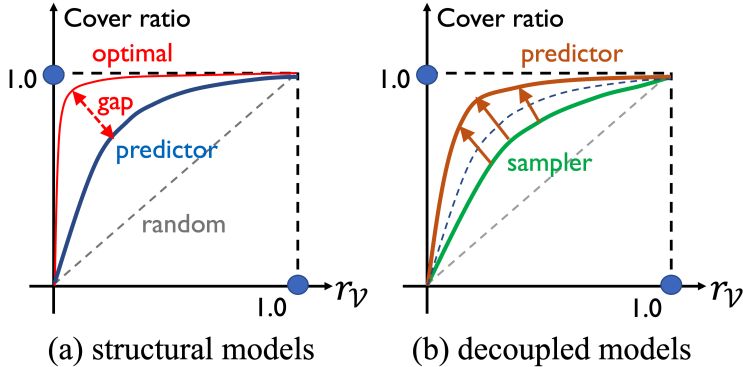 Cover ratio
optimal
1.0
gap
predictor
random
1.0
r𝒱
(a) structural models
Cover ratio
predictor
1.0
sampler
1.0
r𝒱
(b) decoupled models